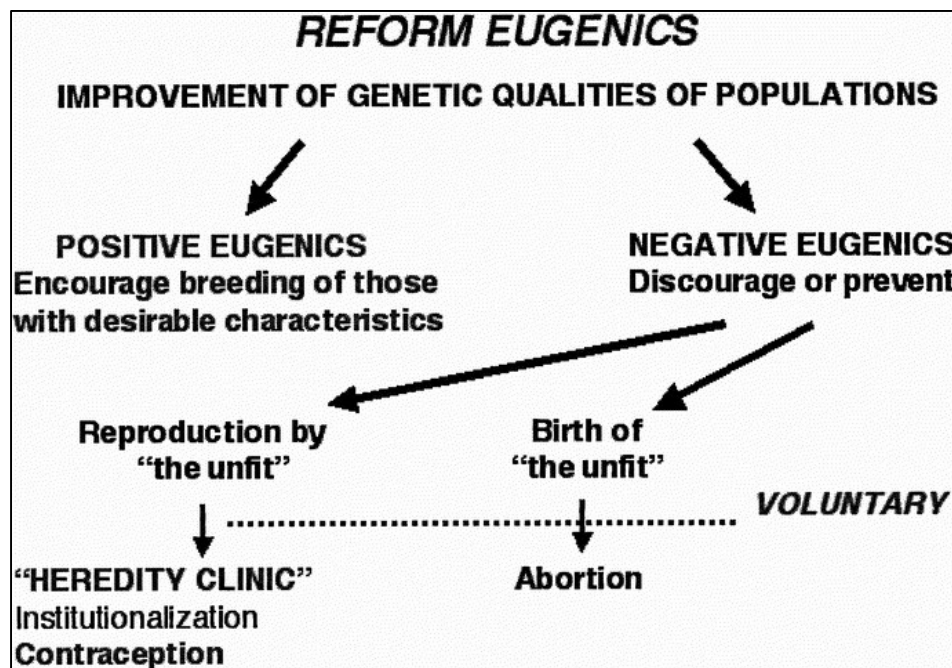 REFORM EUGENICS
IMPROVEMENT OF GENETIC QUALITIES OF POPULATIONS
POSITIVE EUGENICS
Encourage breeding of those
with desirable characteristics
NEGATIVE EUGENICS
Discourage or prevent
Reproduction by
“the unfit”
Birth of
“the unfit”
VOLUNTARY
“HEREDITY CLINIC”
Institutionalization
Contraception
Abortion